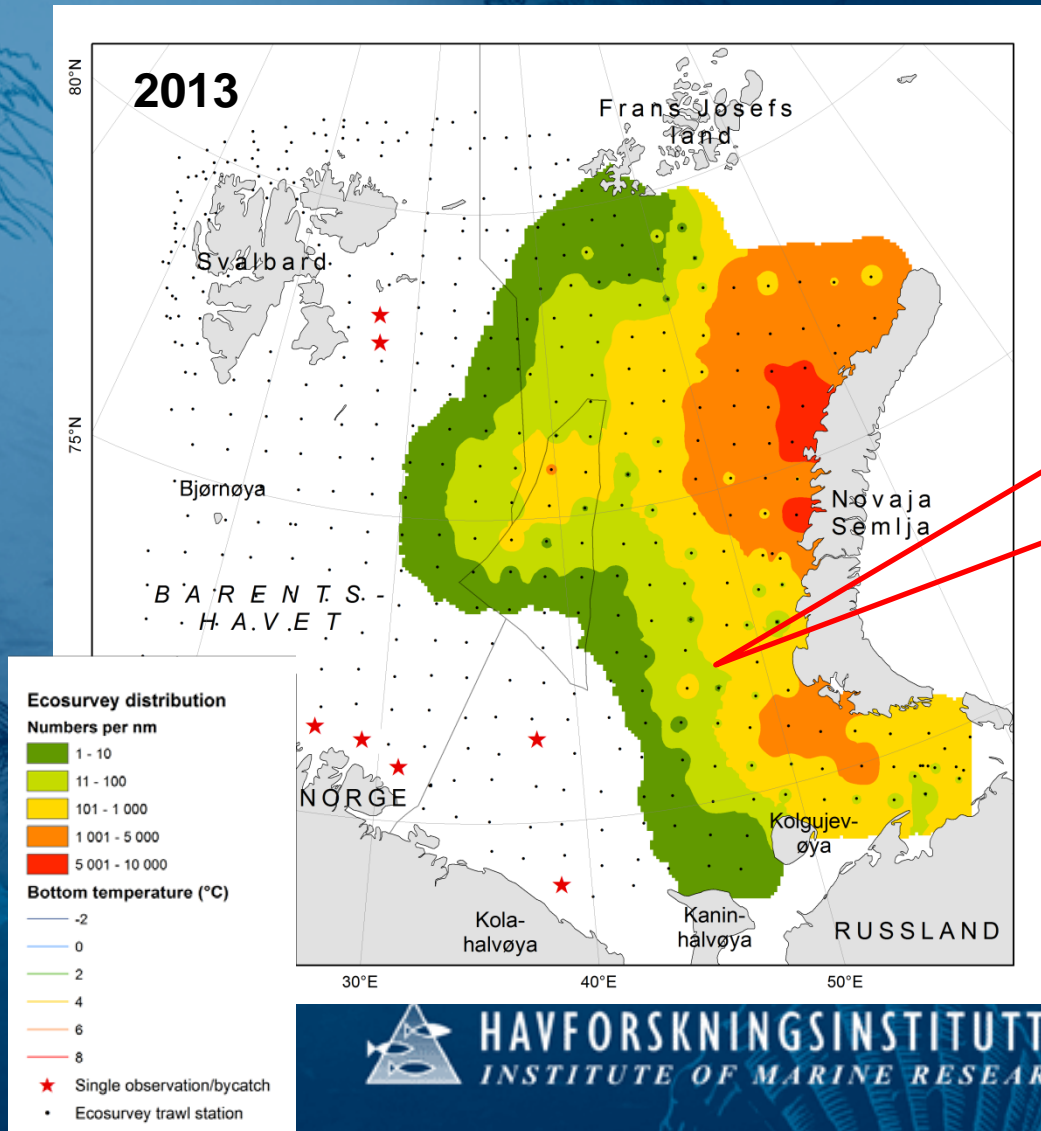 2013
80°N
Frans Josefs
land
Svalbard
75°N
Bjørnøya
Novaja
Semlja
BARENTS-
HAVET
Ecosurvey distribution
Numbers per nm
1 - 10
11 - 100
101 - 1 000
1 001 - 5 000
5 001 - 10 000
Bottom temperature (°C)
-2
0
2
4
6
8
Single observation/bycatch
Ecosurvey trawl station
NORGE
Kolgujev-
øya
Kola-
halvøya
Kanin-
halvøya
RUSSLAND
30°E
40°E
50°E
HAVFORSKNINGSINSTITUTT
INSTITUTE OF MARINE RESEAR